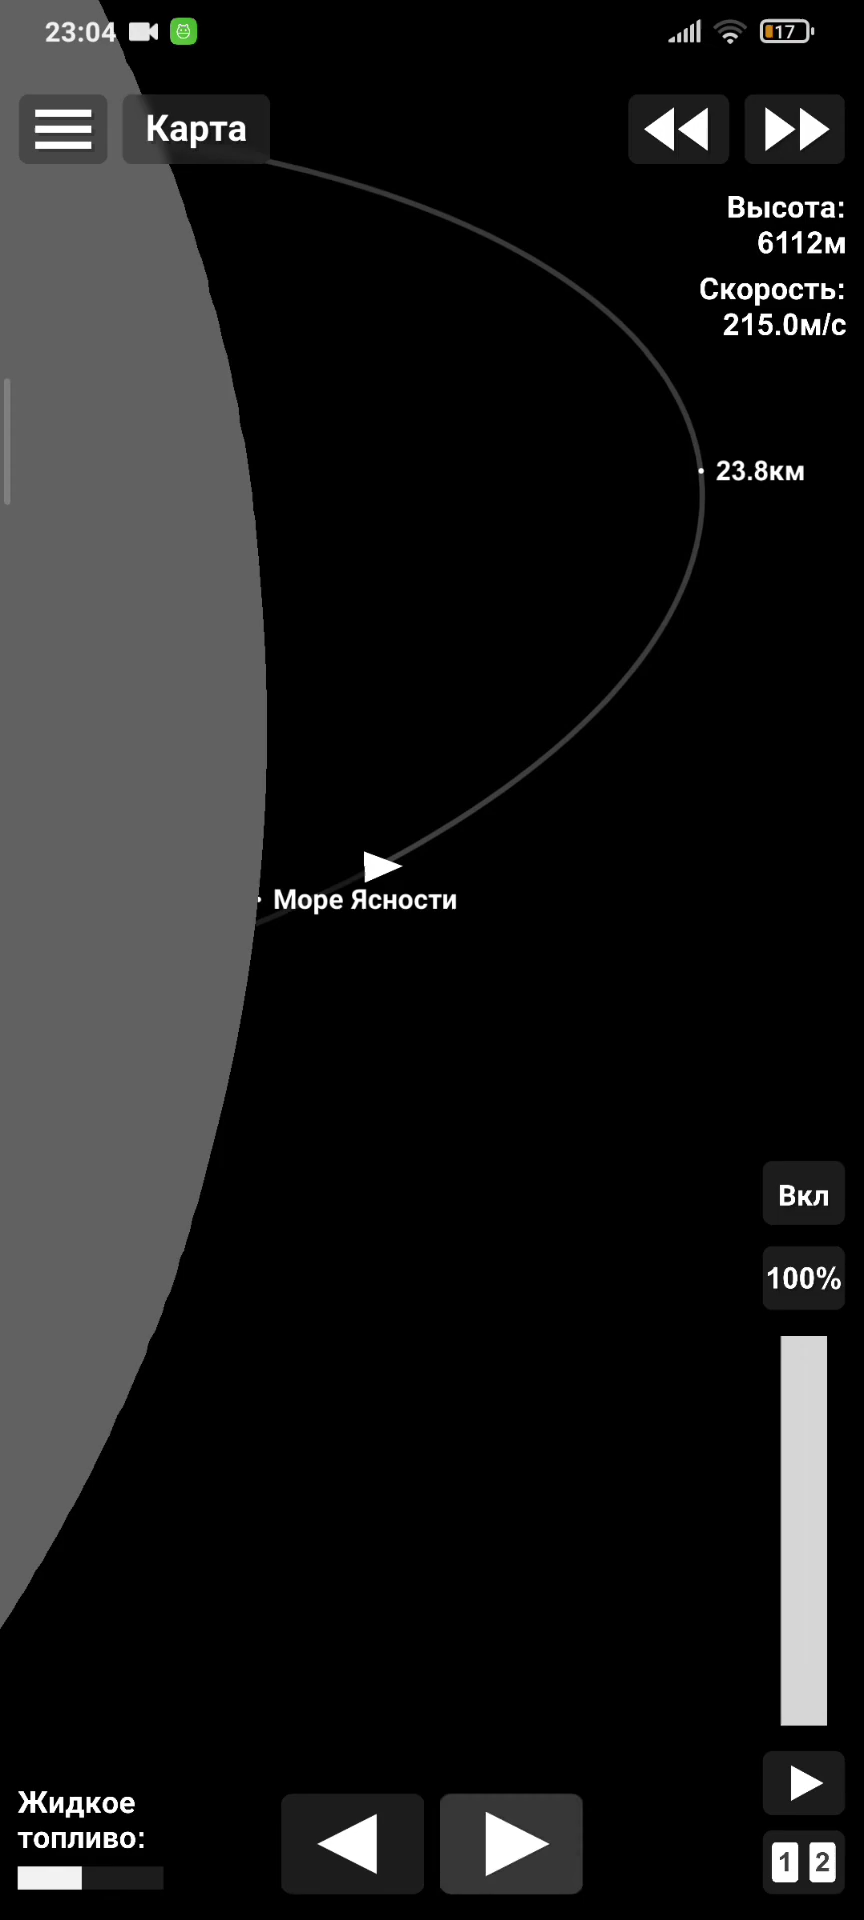 23:04
17
Карта
Высота:
6112м
Скорость:
215.0м/с
23.8км
Море Ясности
Вкл
100%
Жидкое
топливо:
1 2